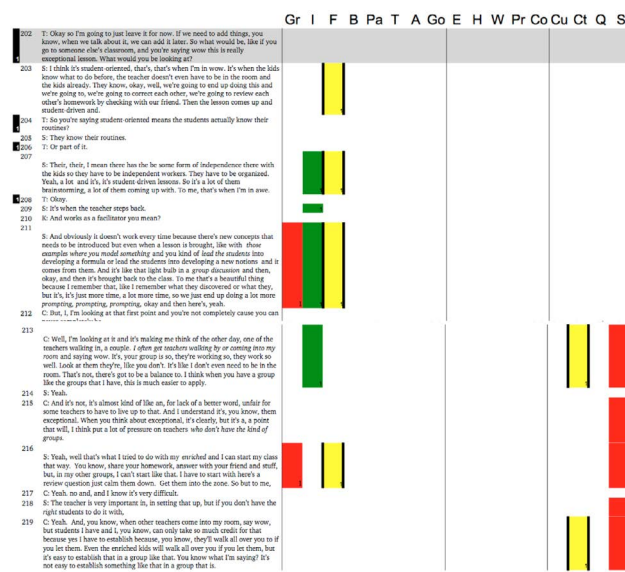 Gr I F B Pa T A Go E H W Pr Co Cu Ct Q S
202 T: Okay so I'm going to just leave it for now. If we need to add things, you
know, when we talk about it, we can add it later. So what would be, like if you
go to someone else's classroom, and you're saying wow this is really
1 exceptional lesson. What would you be looking at?
203 S: I think it's student-oriented, that's, that's when I'm in wow. It's when the kids
know what to do before, the teacher doesn't even have to be in the room and
the kids already. They know, okay, well, we're going to end up doing this and
we're going to, we're going to correct each other, we're going to review each
other's homework by checking with our friend. Then the lesson comes up and
student-driven and.
204 T: So you're saying student-oriented means the students actually know their
1 routines?
205 S: They know their routines.
1 206 T: Or part of it.
207
S: Their, their, I mean there has the be some form of independence there with
the kids so they have to be independent workers. They have to be organized.
Yeah, a lot and it's, it's student-driven lessons. So it's a lot of them
brainstorming, a lot of them coming up with. To me, that's when I'm in awe.
1 208 T: Okay.
209 S: It's when the teacher steps back.
210 K: And works as a facilitator you mean?
211
S: And obviously it doesn't work every time because there's new concepts that
needs to be introduced but even when a lesson is brought, like with those
examples where you model something and you kind of lead the students into
developing a formula or lead the students into developing a new notions and it
comes from them. And it's like that light bulb in a group discussion and then,
okay, and then it's brought back to the class. To me that's a beautiful thing
because I remember that, like I remember what they discovered or what they,
but it's, it's just more time, a lot more time, so we just end up doing a lot more
prompting, prompting, prompting, okay and then here's, yeah.
212 C: But, I, I'm looking at that first point and you're not completely cause you can
213
C: Well, I'm looking at it and it's making me think of the other day, one of the
teachers walking in, a couple. I often get teachers walking by or coming into my
room and saying wow. It's, your group is so, they're working so, they work so
well. Look at them they're, like you don't. It's like I don't even need to be in the
room. That's not, there's got to be a balance to. I think when you have a group
like the groups that I have, this is much easier to apply.
214 S: Yeah.
215 C: And it's not, it's almost kind of like an, for lack of a better word, unfair for
some teachers to have to live up to that. And I understand it's, you know, them
exceptional. When you think about exceptional, it's clearly, but it's a, a point
that will, I think put a lot of pressure on teachers who don't have the kind of
groups.
216
S: Yeah, well that's what I tried to do with my enriched and I can start my class
that way. You know, share your homework, answer with your friend and stuff,
but, in my other groups, I can't start like that. I have to start with here's a
review question just calm them down. Get them into the zone. So but to me,
217 C: Yeah. no and, and I know it's very difficult.
218 S: The teacher is very important in, in setting that up, but if you don't have the
right students to do it with,
219 C: Yeah. And, you know, when other teachers come into my room, say wow,
but students I have and I, you know, can only take so much credit for that
because yes I have to establish because, you know, they'll walk all over you to if
you let them. Even the enriched kids will walk all over you if you let them, but
it's easy to establish that in a group like that. You know what I'm saying? It's
not easy to establish something like that in a group that is.